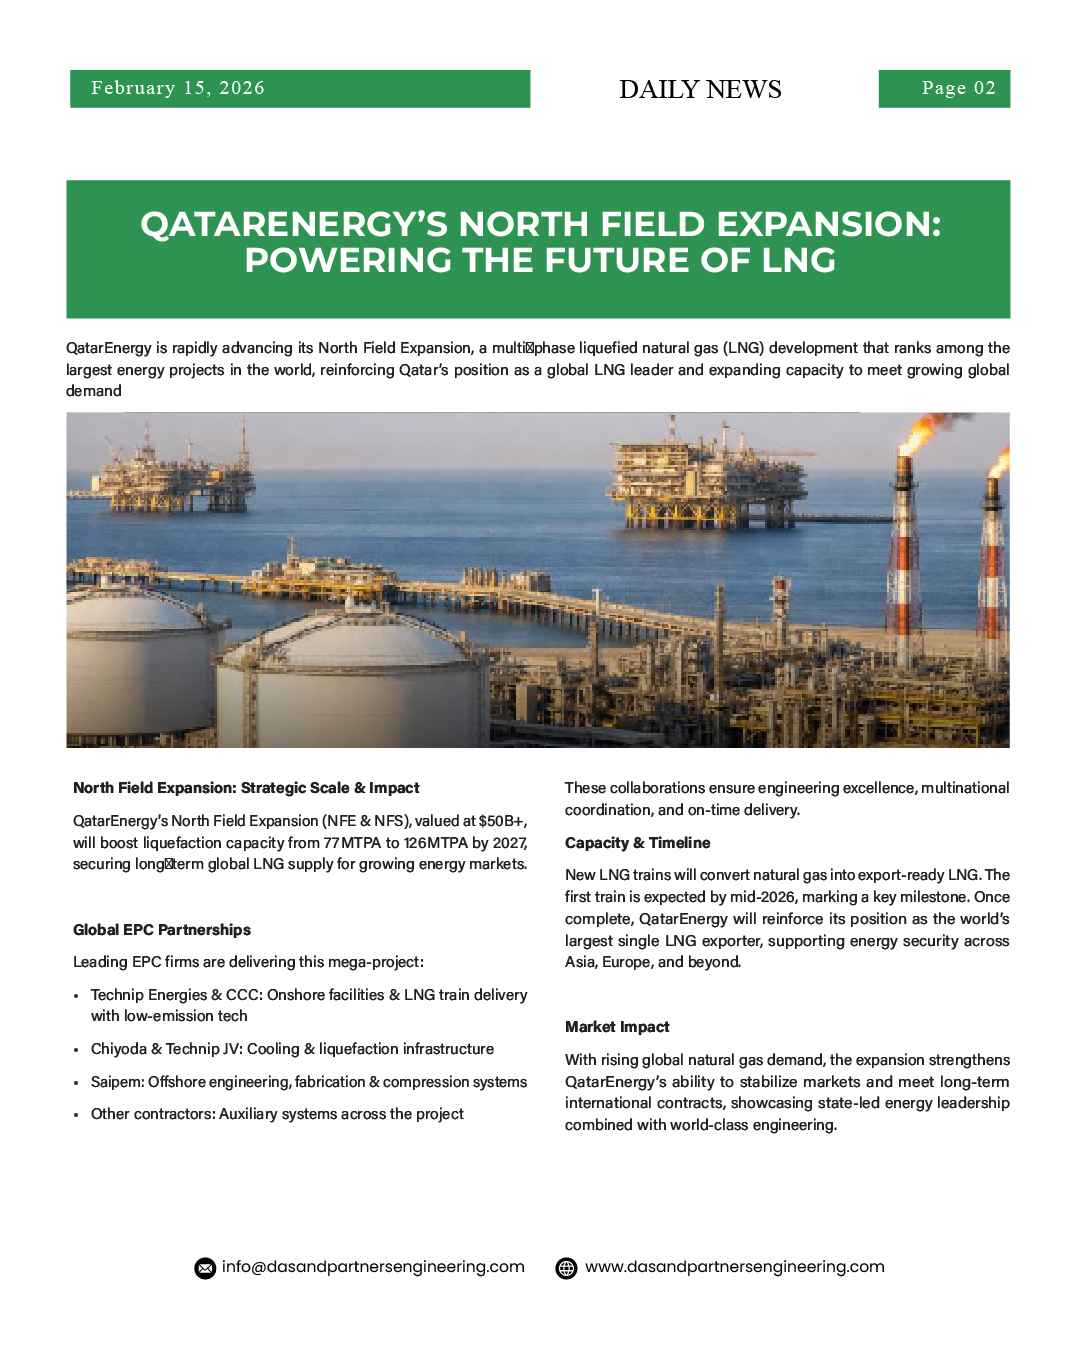 February 15, 2026
DAILY NEWS
Page 02
QATARENERGY’S NORTH FIELD EXPANSION:
POWERING THE FUTURE OF LNG
QatarEnergy is rapidly advancing its North Field Expansion, a multi▯phase liquefied natural gas (LNG) development that ranks among the
largest energy projects in the world, reinforcing Qatar’s position as a global LNG leader and expanding capacity to meet growing global
demand
North Field Expansion: Strategic Scale & Impact
QatarEnergy’s North Field Expansion (NFE & NFS), valued at $50B+,
will boost liquefaction capacity from 77 MTPA to 126 MTPA by 2027,
securing long▯term global LNG supply for growing energy markets.
Global EPC Partnerships
Leading EPC firms are delivering this mega-project:
• Technip Energies & CCC: Onshore facilities & LNG train delivery
with low-emission tech
• Chiyoda & Technip JV: Cooling & liquefaction infrastructure
• Saipem: Offshore engineering, fabrication & compression systems
• Other contractors: Auxiliary systems across the project
These collaborations ensure engineering excellence, multinational
coordination, and on-time delivery.
Capacity & Timeline
New LNG trains will convert natural gas into export-ready LNG. The
first train is expected by mid-2026, marking a key milestone. Once
complete, QatarEnergy will reinforce its position as the world’s
largest single LNG exporter, supporting energy security across
Asia, Europe, and beyond.
Market Impact
With rising global natural gas demand, the expansion strengthens
QatarEnergy’s ability to stabilize markets and meet long-term
international contracts, showcasing state-led energy leadership
combined with world-class engineering.
info@dasandpartnersengineering.com
www.dasandpartnersengineering.com